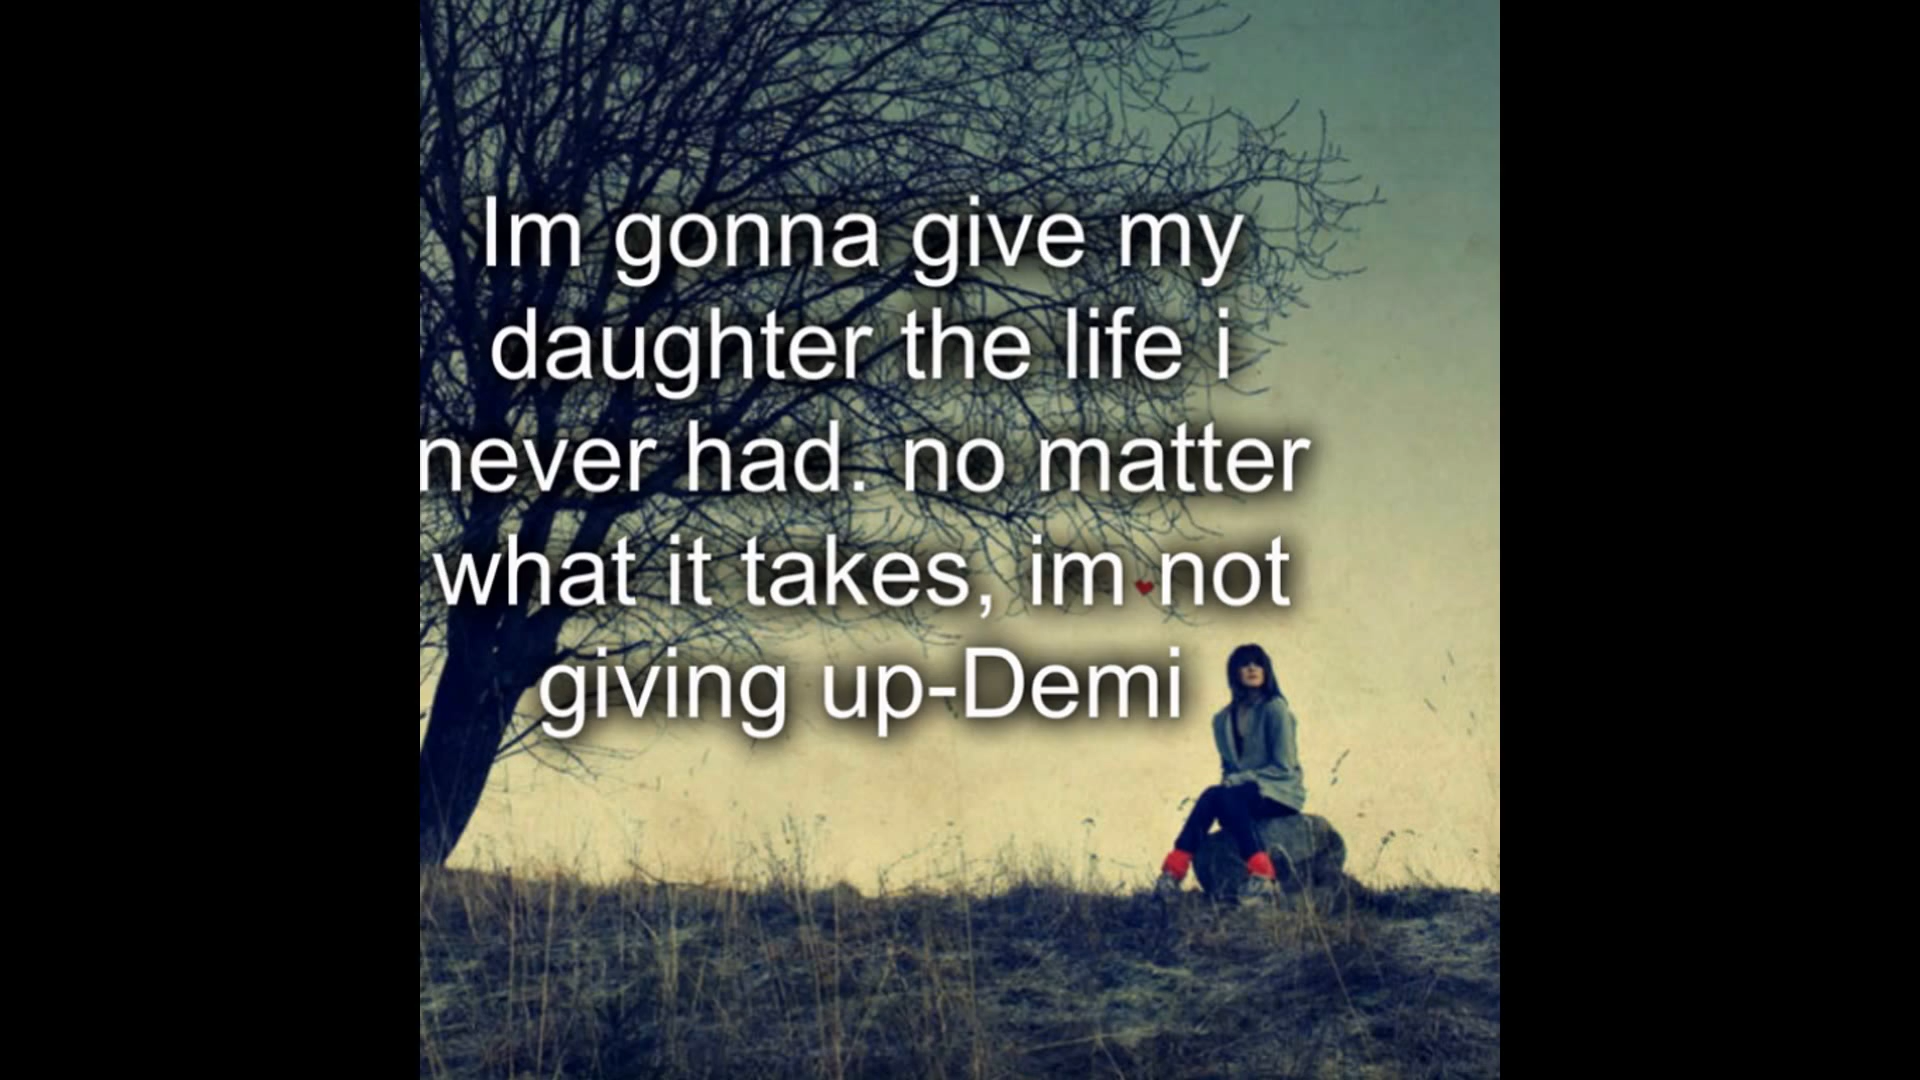 Im gonna give my
daughter the life i
never had. no matter
what it takes, im not
giving up-Demi